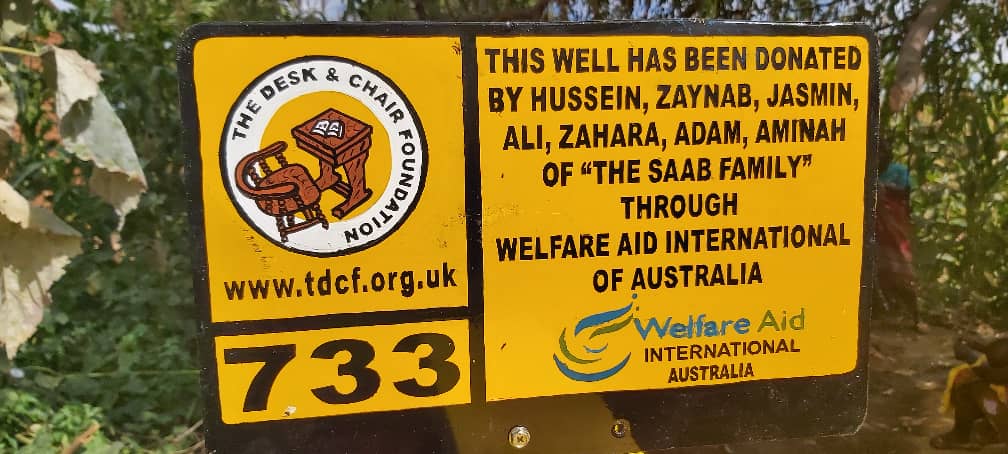 THE DESK & CHAIR FOUNDATION
www.tdcf.org.uk
733
THIS WELL HAS BEEN DONATED
BY HUSSEIN, ZAYNAB, JASMIN,
ALI, ZAHARA, ADAM, AMINAH
OF "THE SAAB FAMILY"
THROUGH
WELFARE AID INTERNATIONAL
OF AUSTRALIA
Welfare Aid
INTERNATIONAL
AUSTRALIA